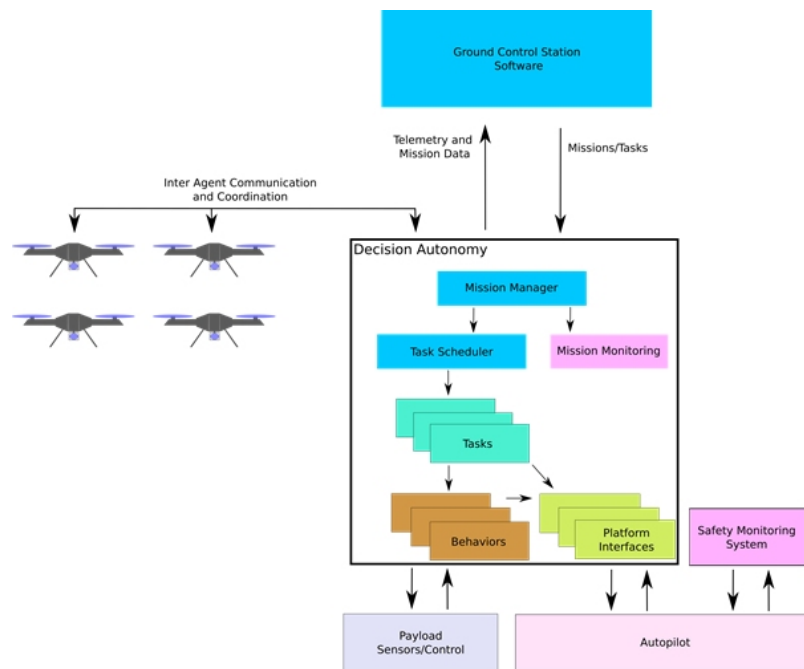 Ground Control Station
Software
Telemetry and
Mission Data
Missions/Tasks
Inter Agent Communication
and Coordination
Decision Autonomy
Mission Manager
Task Scheduler
Mission Monitoring
Tasks
Behaviors
Platform
Interfaces
Safety Monitoring
System
Payload
Sensors/Control
Autopilot